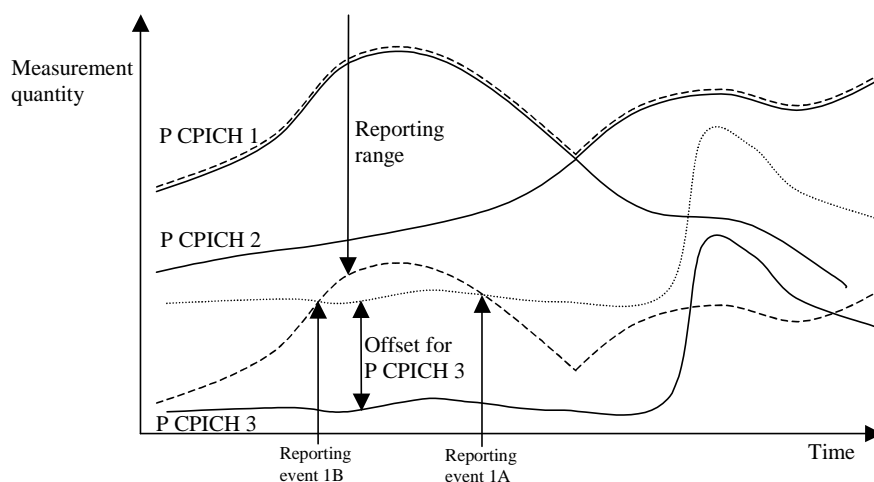 Measurement
quantity
P CPICH 1
Reporting
range
P CPICH 2
Offset for
P CPICH 3
P CPICH 3
Reporting
event 1B
Reporting
event 1A
Time